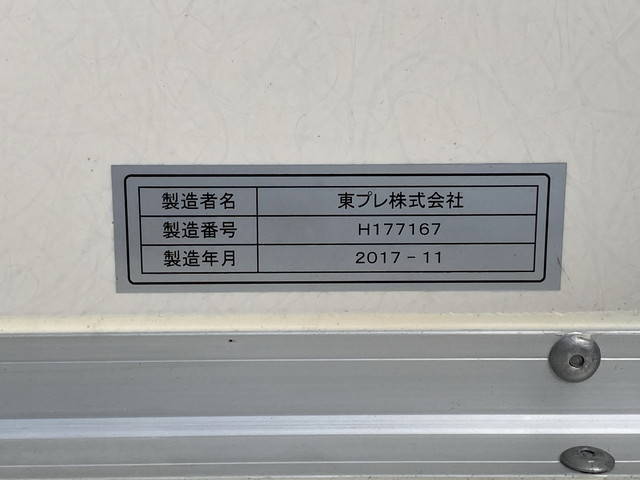 製造者名 東プレ株式会社
製造番号 H177167
製造年月 2017-11